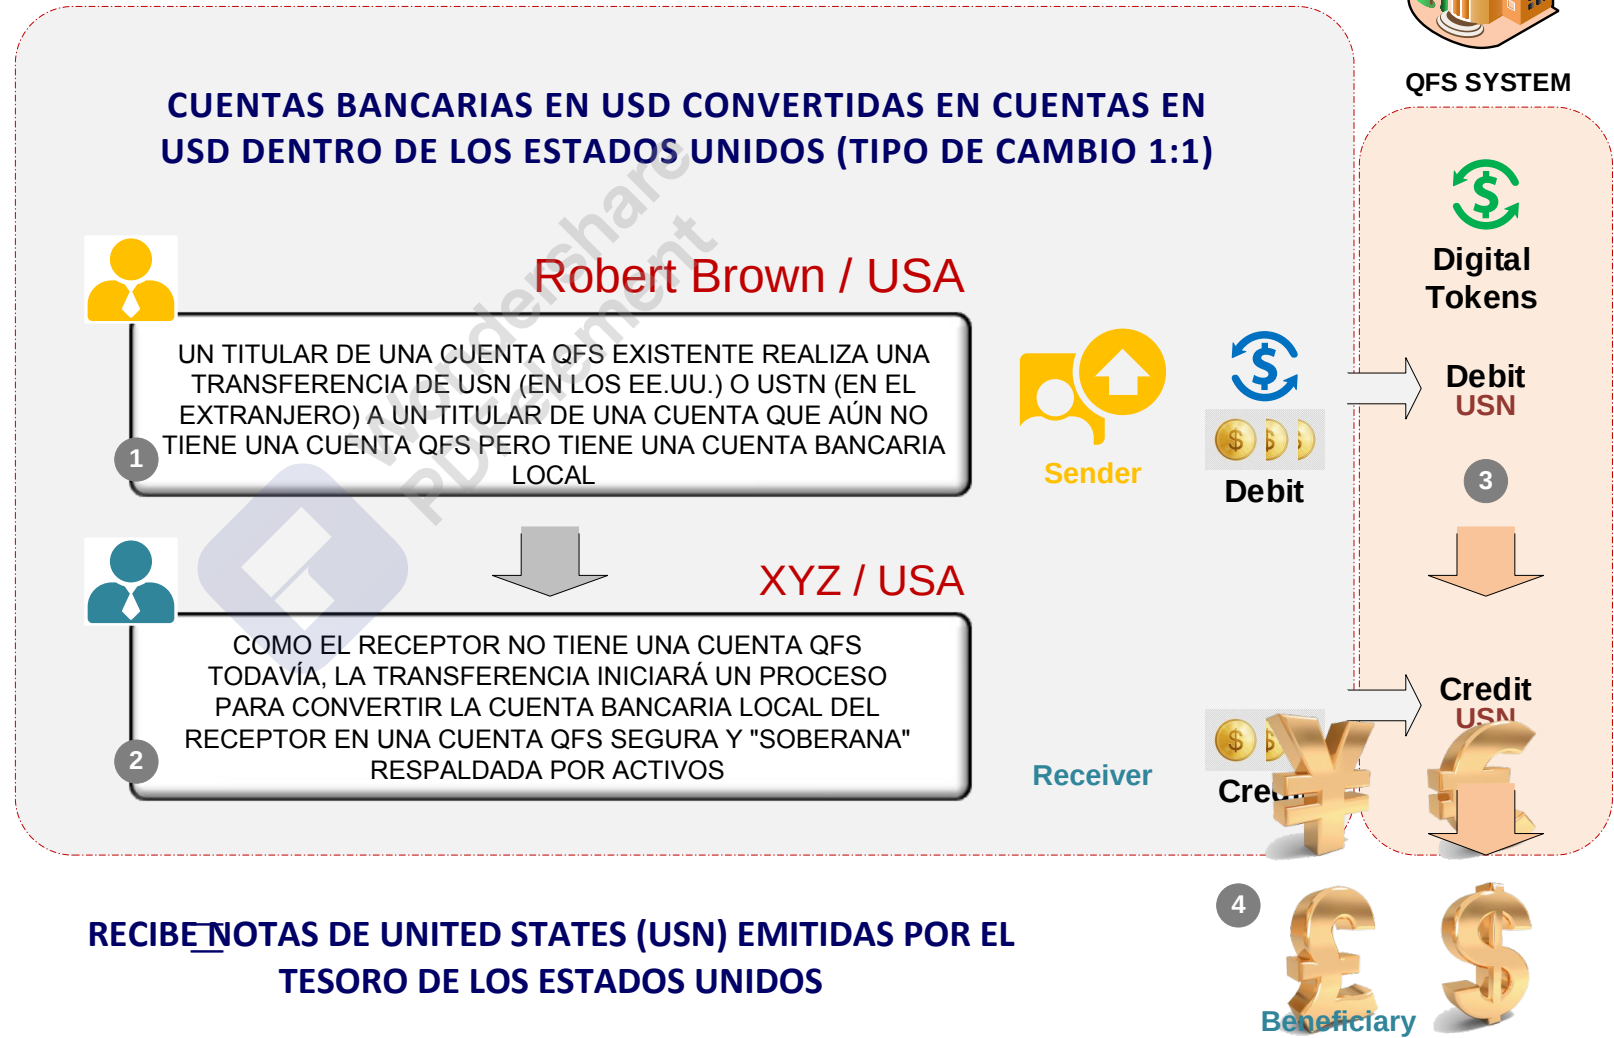 QFS SYSTEM
CUENTAS BANCARIAS EN USD CONVERTIDAS EN CUENTAS EN
USD DENTRO DE LOS ESTADOS UNIDOS (TIPO DE CAMBIO 1:1)
Digital
Tokens
Robert Brown / USA
UN TITULAR DE UNA CUENTA QFS EXISTENTE REALIZA UNA
TRANSFERENCIA DE USN (EN LOS EE.UU.) O USTN (EN EL
EXTRANJERO) A UN TITULAR DE UNA CUENTA QUE AÚN NO
TIENE UNA CUENTA QFS PERO TIENE UNA CUENTA BANCARIA
LOCAL
1
Sender
Debit
Debit
USN
3
XYZ / USA
COMO EL RECEPTOR NO TIENE UNA CUENTA QFS
TODAVÍA, LA TRANSFERENCIA INICIARÁ UN PROCESO
PARA CONVERTIR LA CUENTA BANCARIA LOCAL DEL
RECEPTOR EN UNA CUENTA QFS SEGURA Y "SOBERANA"
RESPALDADA POR ACTIVOS
2
Receiver
Credit
Credit
USN
4
RECIBE NOTAS DE UNITED STATES (USN) EMITIDAS POR EL
TESORO DE LOS ESTADOS UNIDOS
Beneficiary
Wondershare
PDFelement